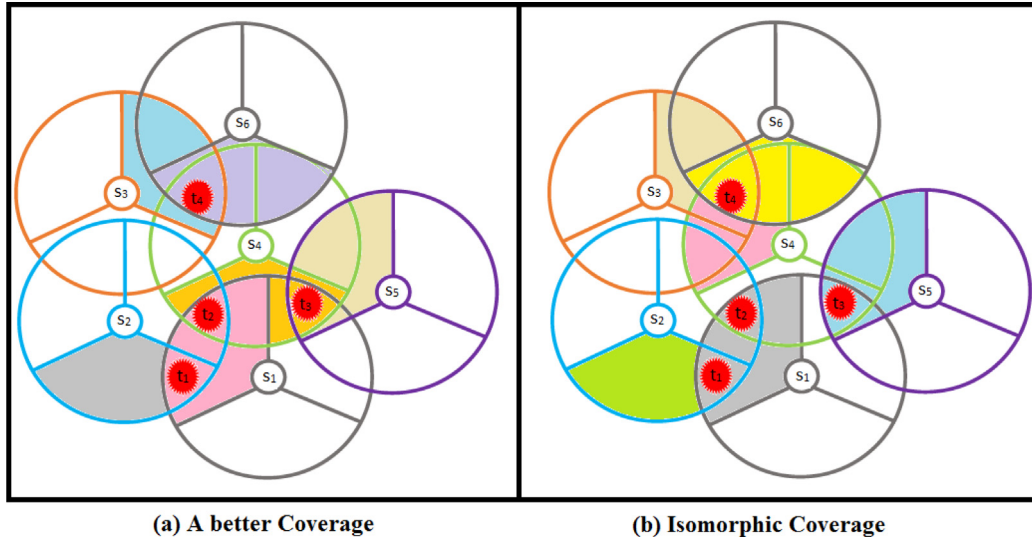 S6
S6
S3
t4
S3
t4
S4
S4
S5
S5
t3
t3
S2
t2
S2
t2
t1
S1
t1
S1
(a) A better Coverage
(b) Isomorphic Coverage